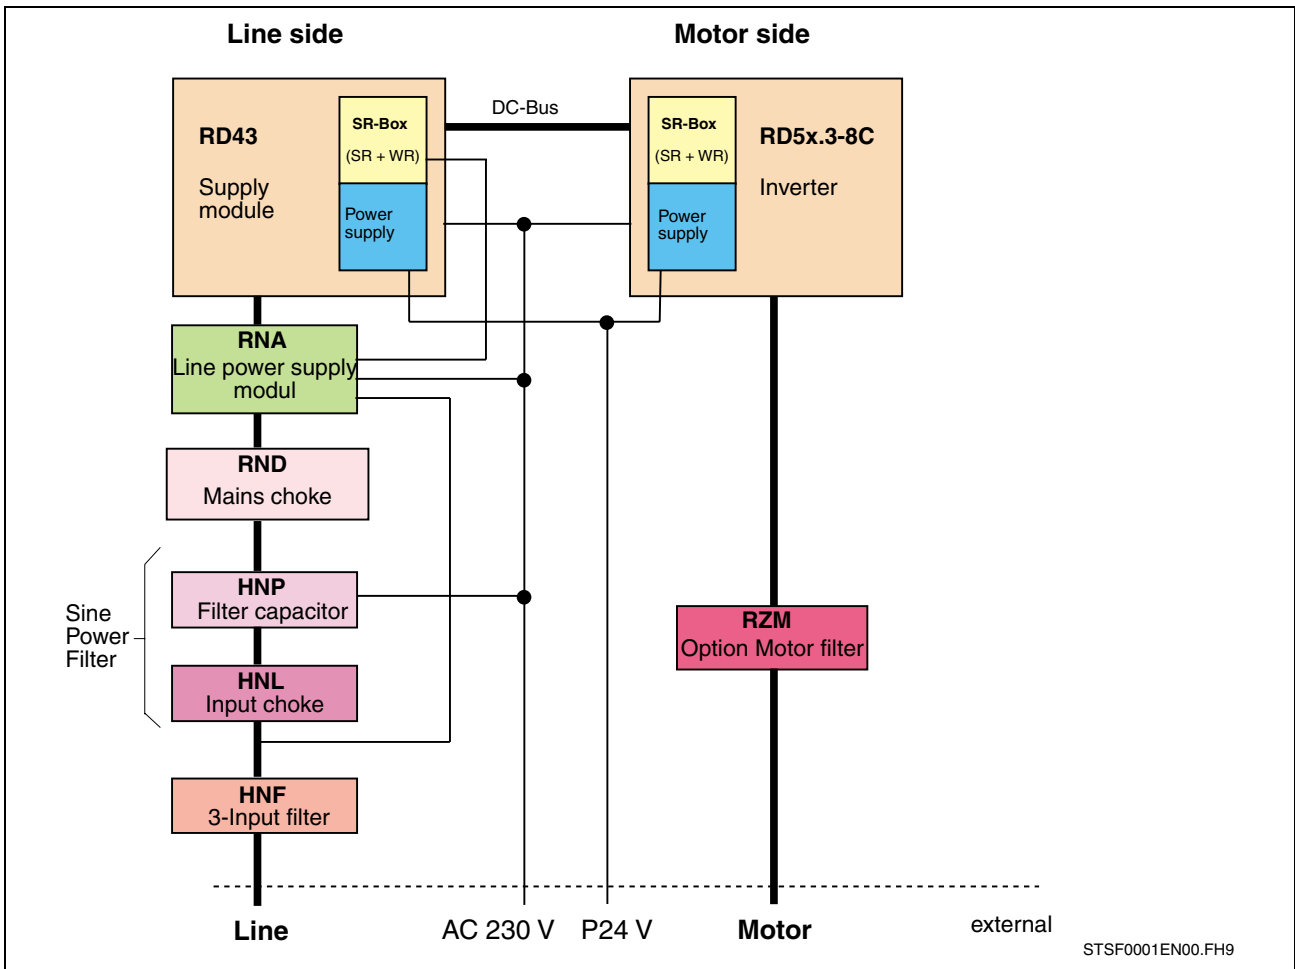 Line side
Motor side
DC-Bus
RD43
Supply
module
SR-Box
(SR + WR)
Power
supply
SR-Box
(SR + WR)
Power
supply
RD5x.3-8C
Inverter
RNA
Line power supply
modul
RND
Mains choke
Sine
Power
Filter
HNP
Filter capacitor
HNL
Input choke
HNF
3-Input filter
RZM
Option Motor filter
Line
AC 230 V
P24 V
Motor
external
STSF0001EN00.FH9